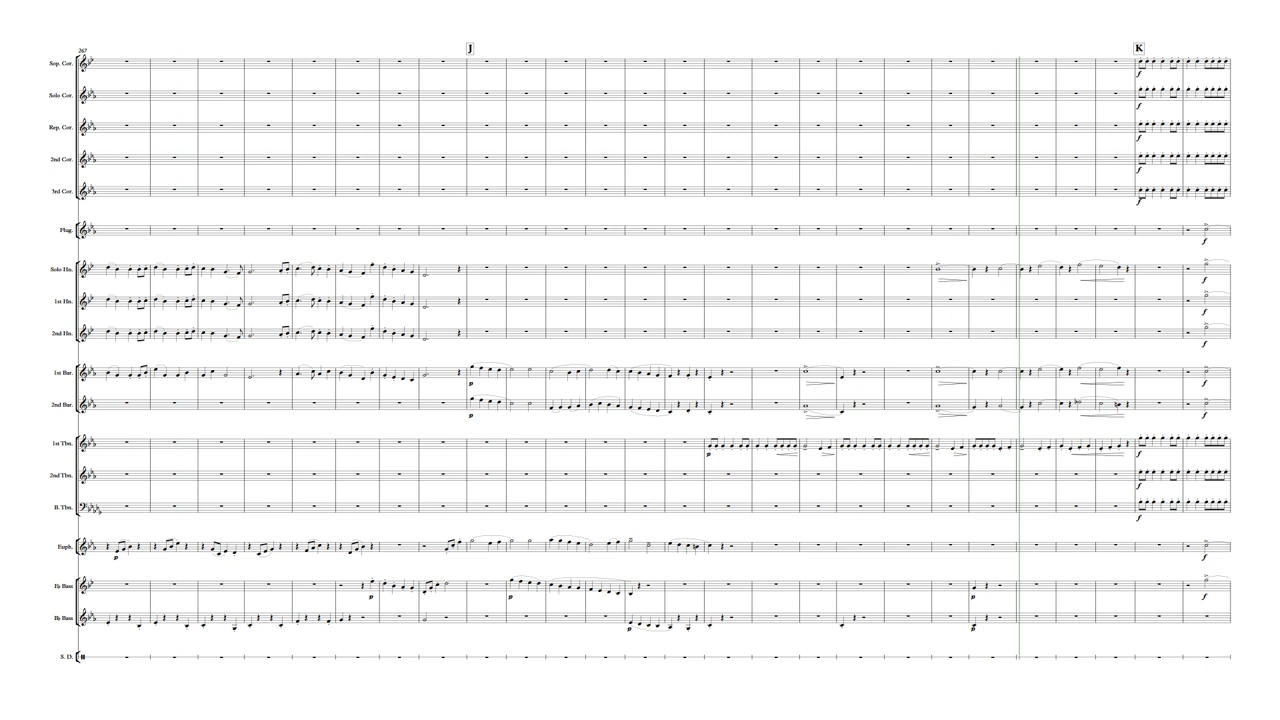 267
J
K
Sop. Cor.
f
Solo Cor.
f
Rep. Cor.
f
2nd Cor.
f
3rd Cor.
f
Flug.
f
Solo Hn.
f
1st Hn.
f
2nd Hn.
f
1st Bar.
p
f
2nd Bar.
p
f
1st Tbn.
p
f
2nd Tbn.
f
B. Tbn.
f
Euph.
p
f
E♭ Bass
p
p
p
f
B♭ Bass
p
p
S. D.